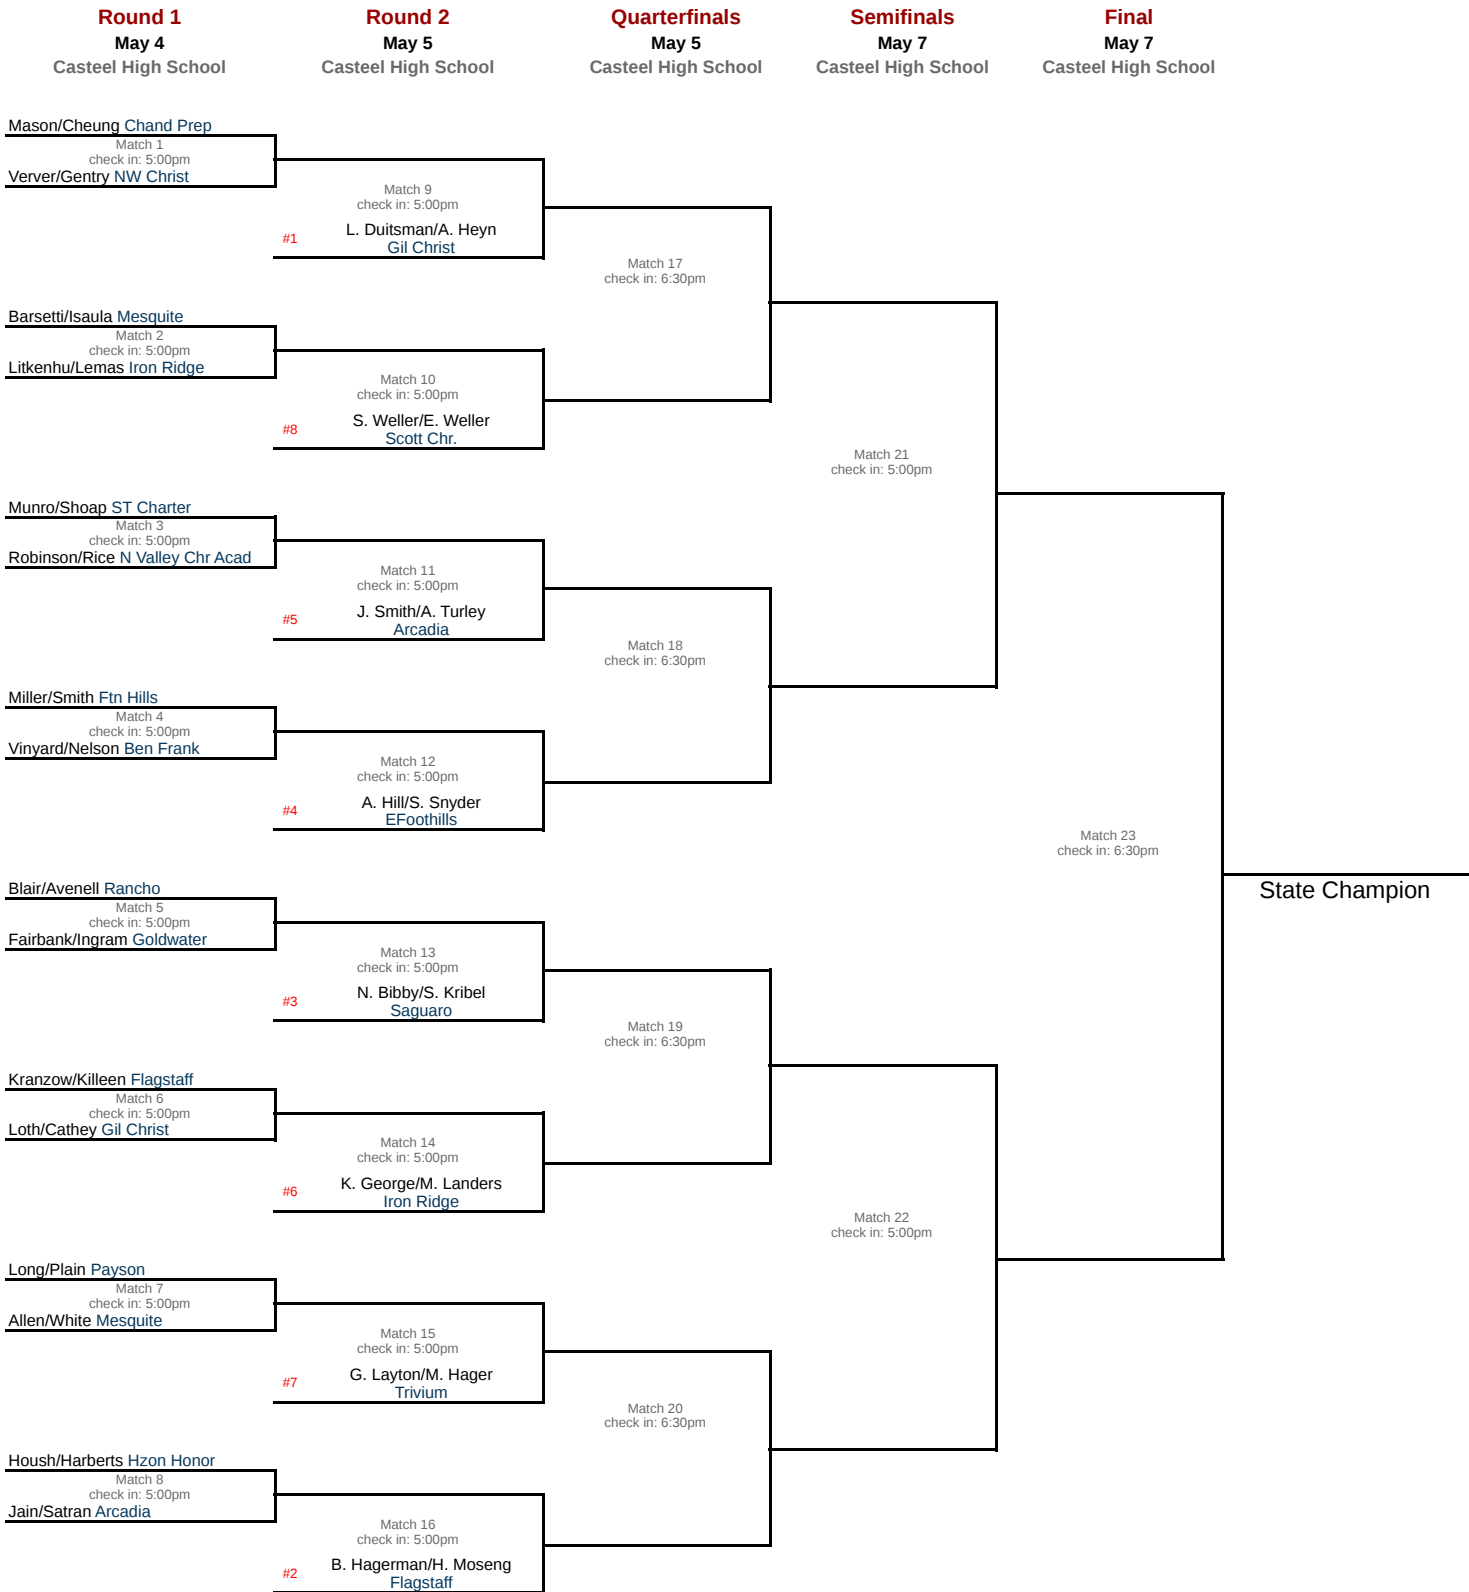 Round 1
May 4
Casteel High School
Round 2
May 5
Casteel High School
Quarterfinals
May 5
Casteel High School
Semifinals
May 7
Casteel High School
Final
May 7
Casteel High School
Mason/Cheung Chand Prep
Match 1
check in: 5:00pm
Verver/Gentry NW Christ
Barsetti/Isaula Mesquite
Match 2
check in: 5:00pm
Litkenhu/Lemas Iron Ridge
Munro/Shoap ST Charter
Match 3
check in: 5:00pm
Robinson/Rice N Valley Chr Acad
Miller/Smith Ftn Hills
Match 4
check in: 5:00pm
Vinyard/Nelson Ben Frank
Blair/Avenell Rancho
Match 5
check in: 5:00pm
Fairbank/Ingram Goldwater
Kranzow/Killeen Flagstaff
Match 6
check in: 5:00pm
Loth/Cathey Gil Christ
Long/Plain Payson
Match 7
check in: 5:00pm
Allen/White Mesquite
Housh/Harberts Hzon Honor
Match 8
check in: 5:00pm
Jain/Satran Arcadia
Match 9
check in: 5:00pm
#1 L. Duitsman/A. Heyn
Gil Christ
Match 10
check in: 5:00pm
#8 S. Weller/E. Weller
Scott Chr.
Match 11
check in: 5:00pm
#5 J. Smith/A. Turley
Arcadia
Match 12
check in: 5:00pm
#4 A. Hill/S. Snyder
EFoothills
Match 13
check in: 5:00pm
#3 N. Bibby/S. Kribel
Saguaro
Match 14
check in: 5:00pm
#6 K. George/M. Landers
Iron Ridge
Match 15
check in: 5:00pm
#7 G. Layton/M. Hager
Trivium
Match 16
check in: 5:00pm
#2 B. Hagerman/H. Moseng
Flagstaff
Match 17
check in: 6:30pm
Match 18
check in: 6:30pm
Match 19
check in: 6:30pm
Match 20
check in: 6:30pm
Match 21
check in: 5:00pm
Match 22
check in: 5:00pm
Match 23
check in: 6:30pm
State Champion